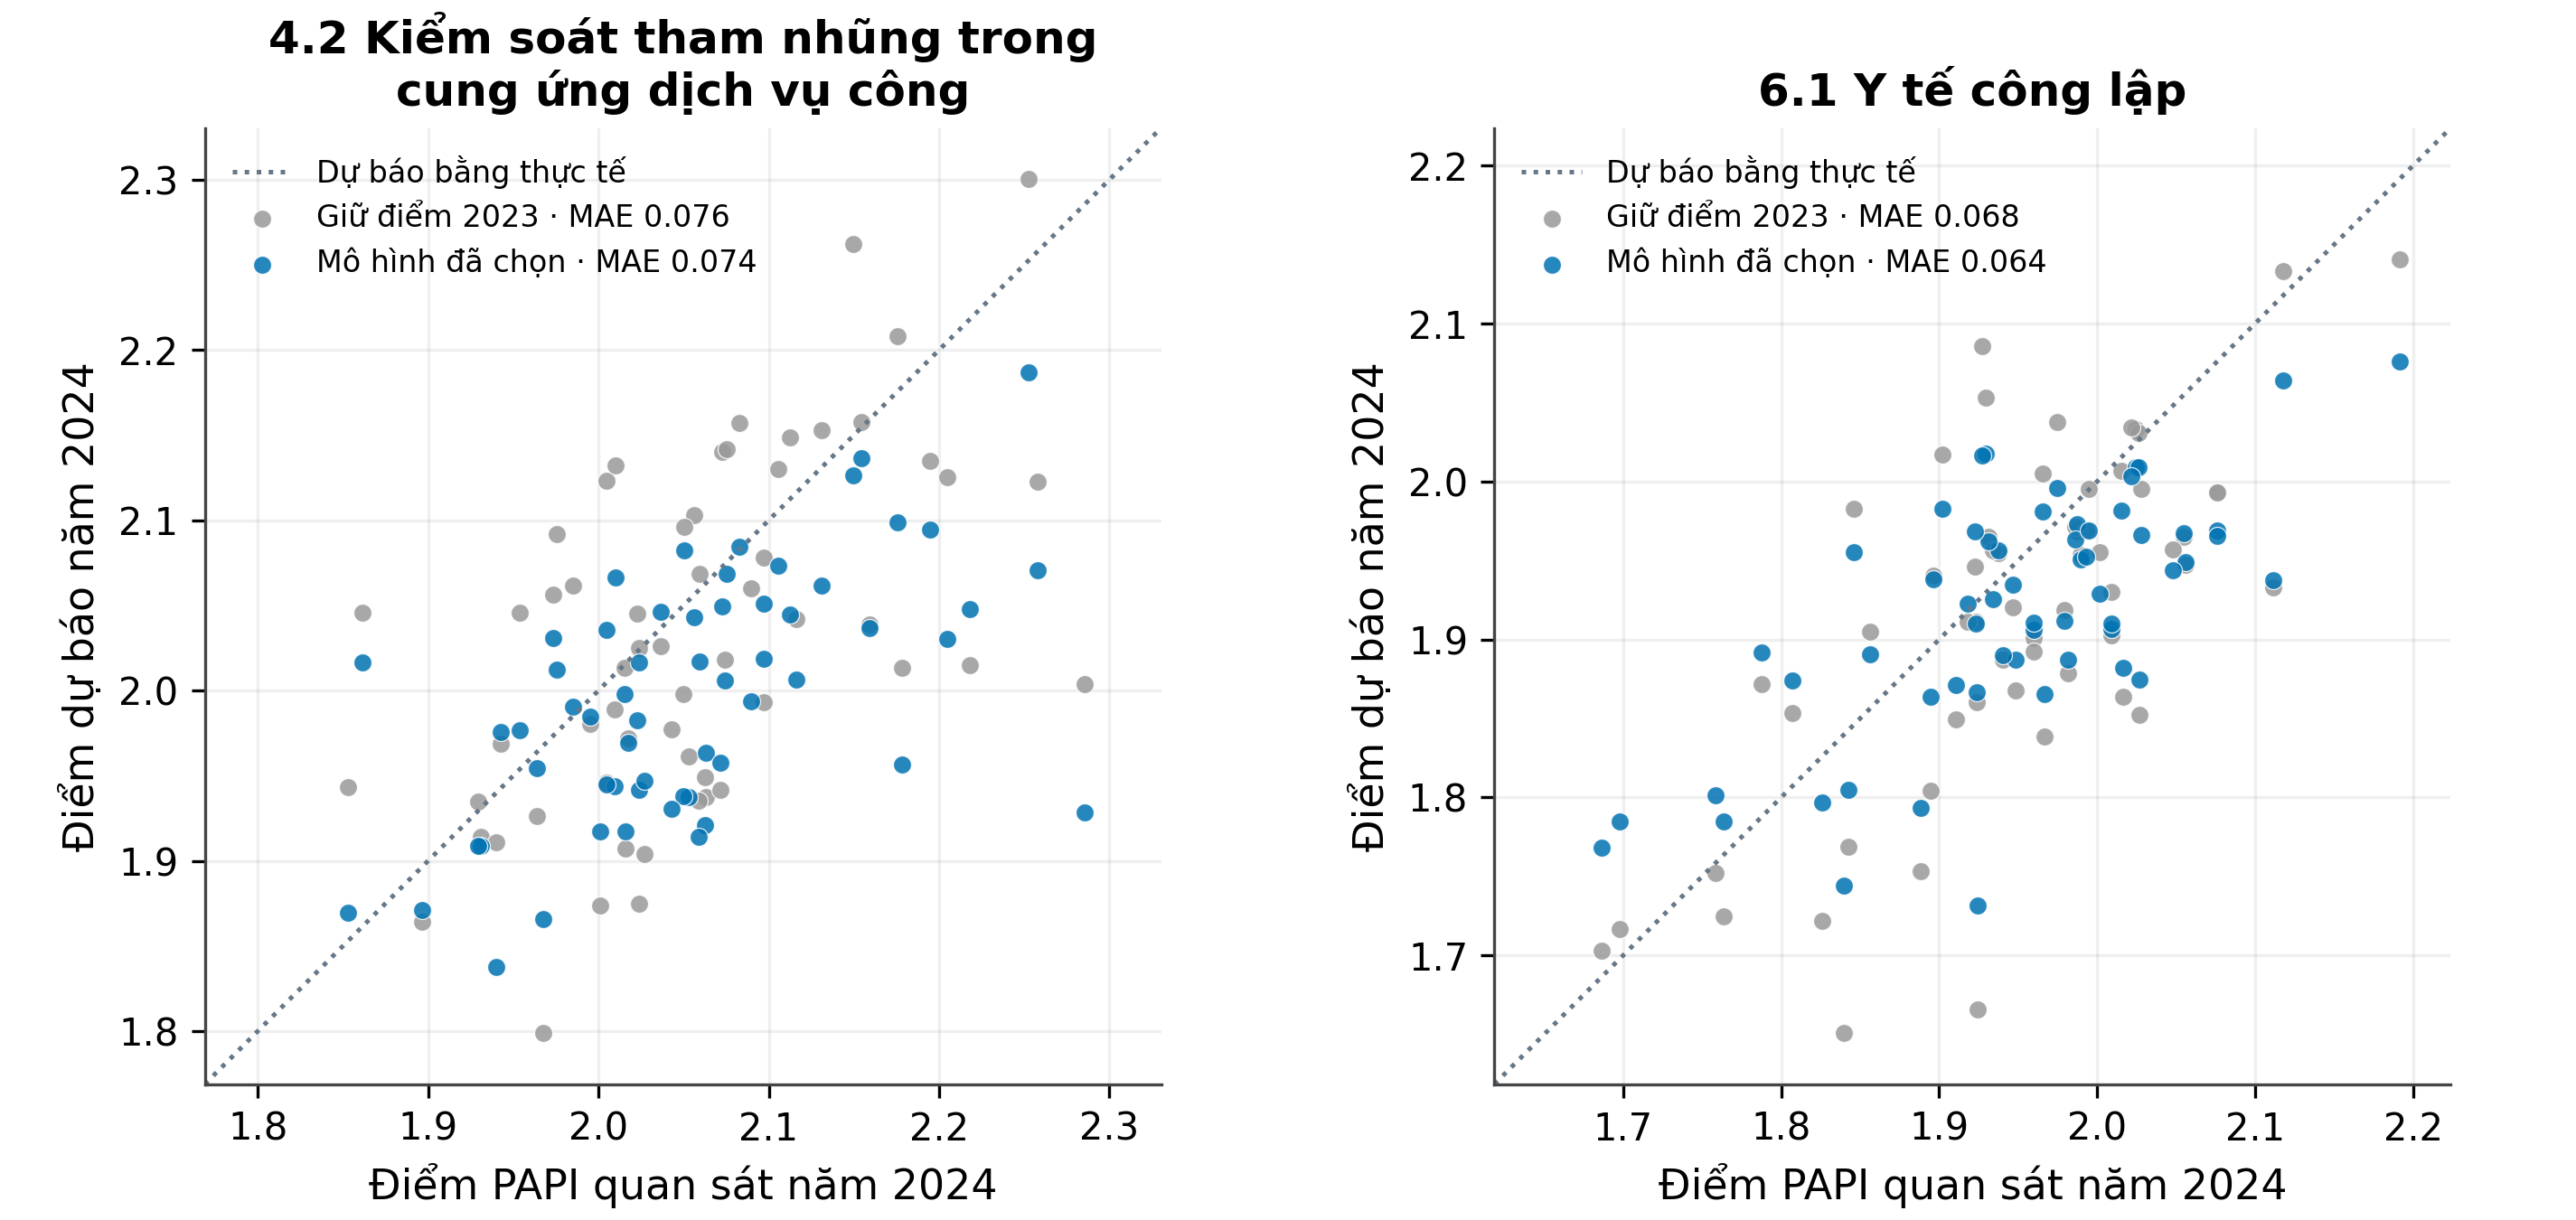 4.2 Kiểm soát tham nhũng trong
cung ứng dịch vụ công
Điểm dự báo năm 2024
2.3
2.2
2.1
2.0
1.9
1.8
Dự báo bằng thực tế
Giữ điểm 2023 · MAE 0.076
Mô hình đã chọn · MAE 0.074
1.8 1.9 2.0 2.1 2.2 2.3
Điểm PAPI quan sát năm 2024
6.1 Y tế công lập
Điểm dự báo năm 2024
2.2
2.1
2.0
1.9
1.8
1.7
Dự báo bằng thực tế
Giữ điểm 2023 · MAE 0.068
Mô hình đã chọn · MAE 0.064
1.7 1.8 1.9 2.0 2.1 2.2
Điểm PAPI quan sát năm 2024